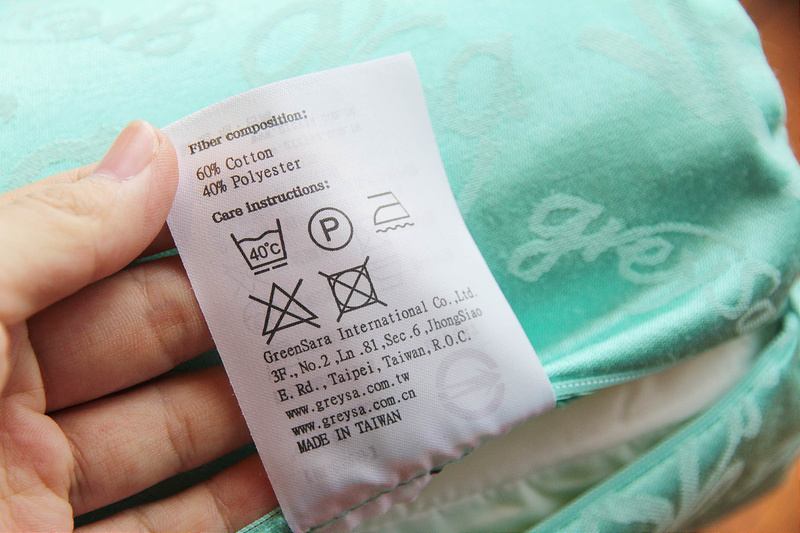 Fiber composition:
60% Cotton
40% Polyester
Care instructions:
40°C
P
GreenSara International Co.,Ltd.
3F.,No.2,Ln.81,Sec.6,JhongSiao
E.Rd.,Taipei,Taiwan,R.O.C.
www.greysa.com.tw
www.greysa.com.cn
MADE IN TAIWAN